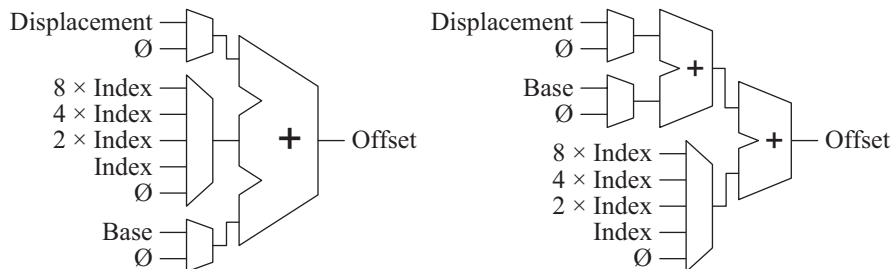 Displacement
Ø
8 × Index
4 × Index
2 × Index
Index
Ø
Base
Ø
+
Offset
Displacement
Ø
Base
Ø
+
8 × Index
4 × Index
2 × Index
Index
Ø
+
Offset